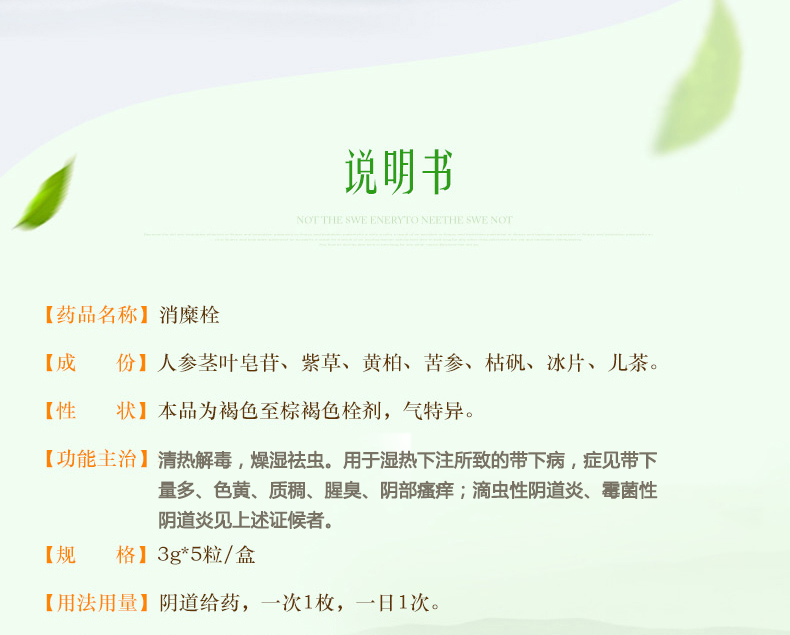 说明书
NOT THE SWE ENERYTO NEETHE SWE NOT
【药品名称】消糜栓
【成　份】人参茎叶皂苷、紫草、黄柏、苦参、枯矾、冰片、儿茶。
【性　状】本品为褐色至棕褐色栓剂，气特异。
【功能主治】清热解毒，燥湿祛虫。用于湿热下注所致的带下病，症见带下
量多、色黄、质稠、腥臭、阴部瘙痒；滴虫性阴道炎、霉菌性
阴道炎见上述证候者。
【规　格】3g*5粒/盒
【用法用量】阴道给药，一次1枚，一日1次。